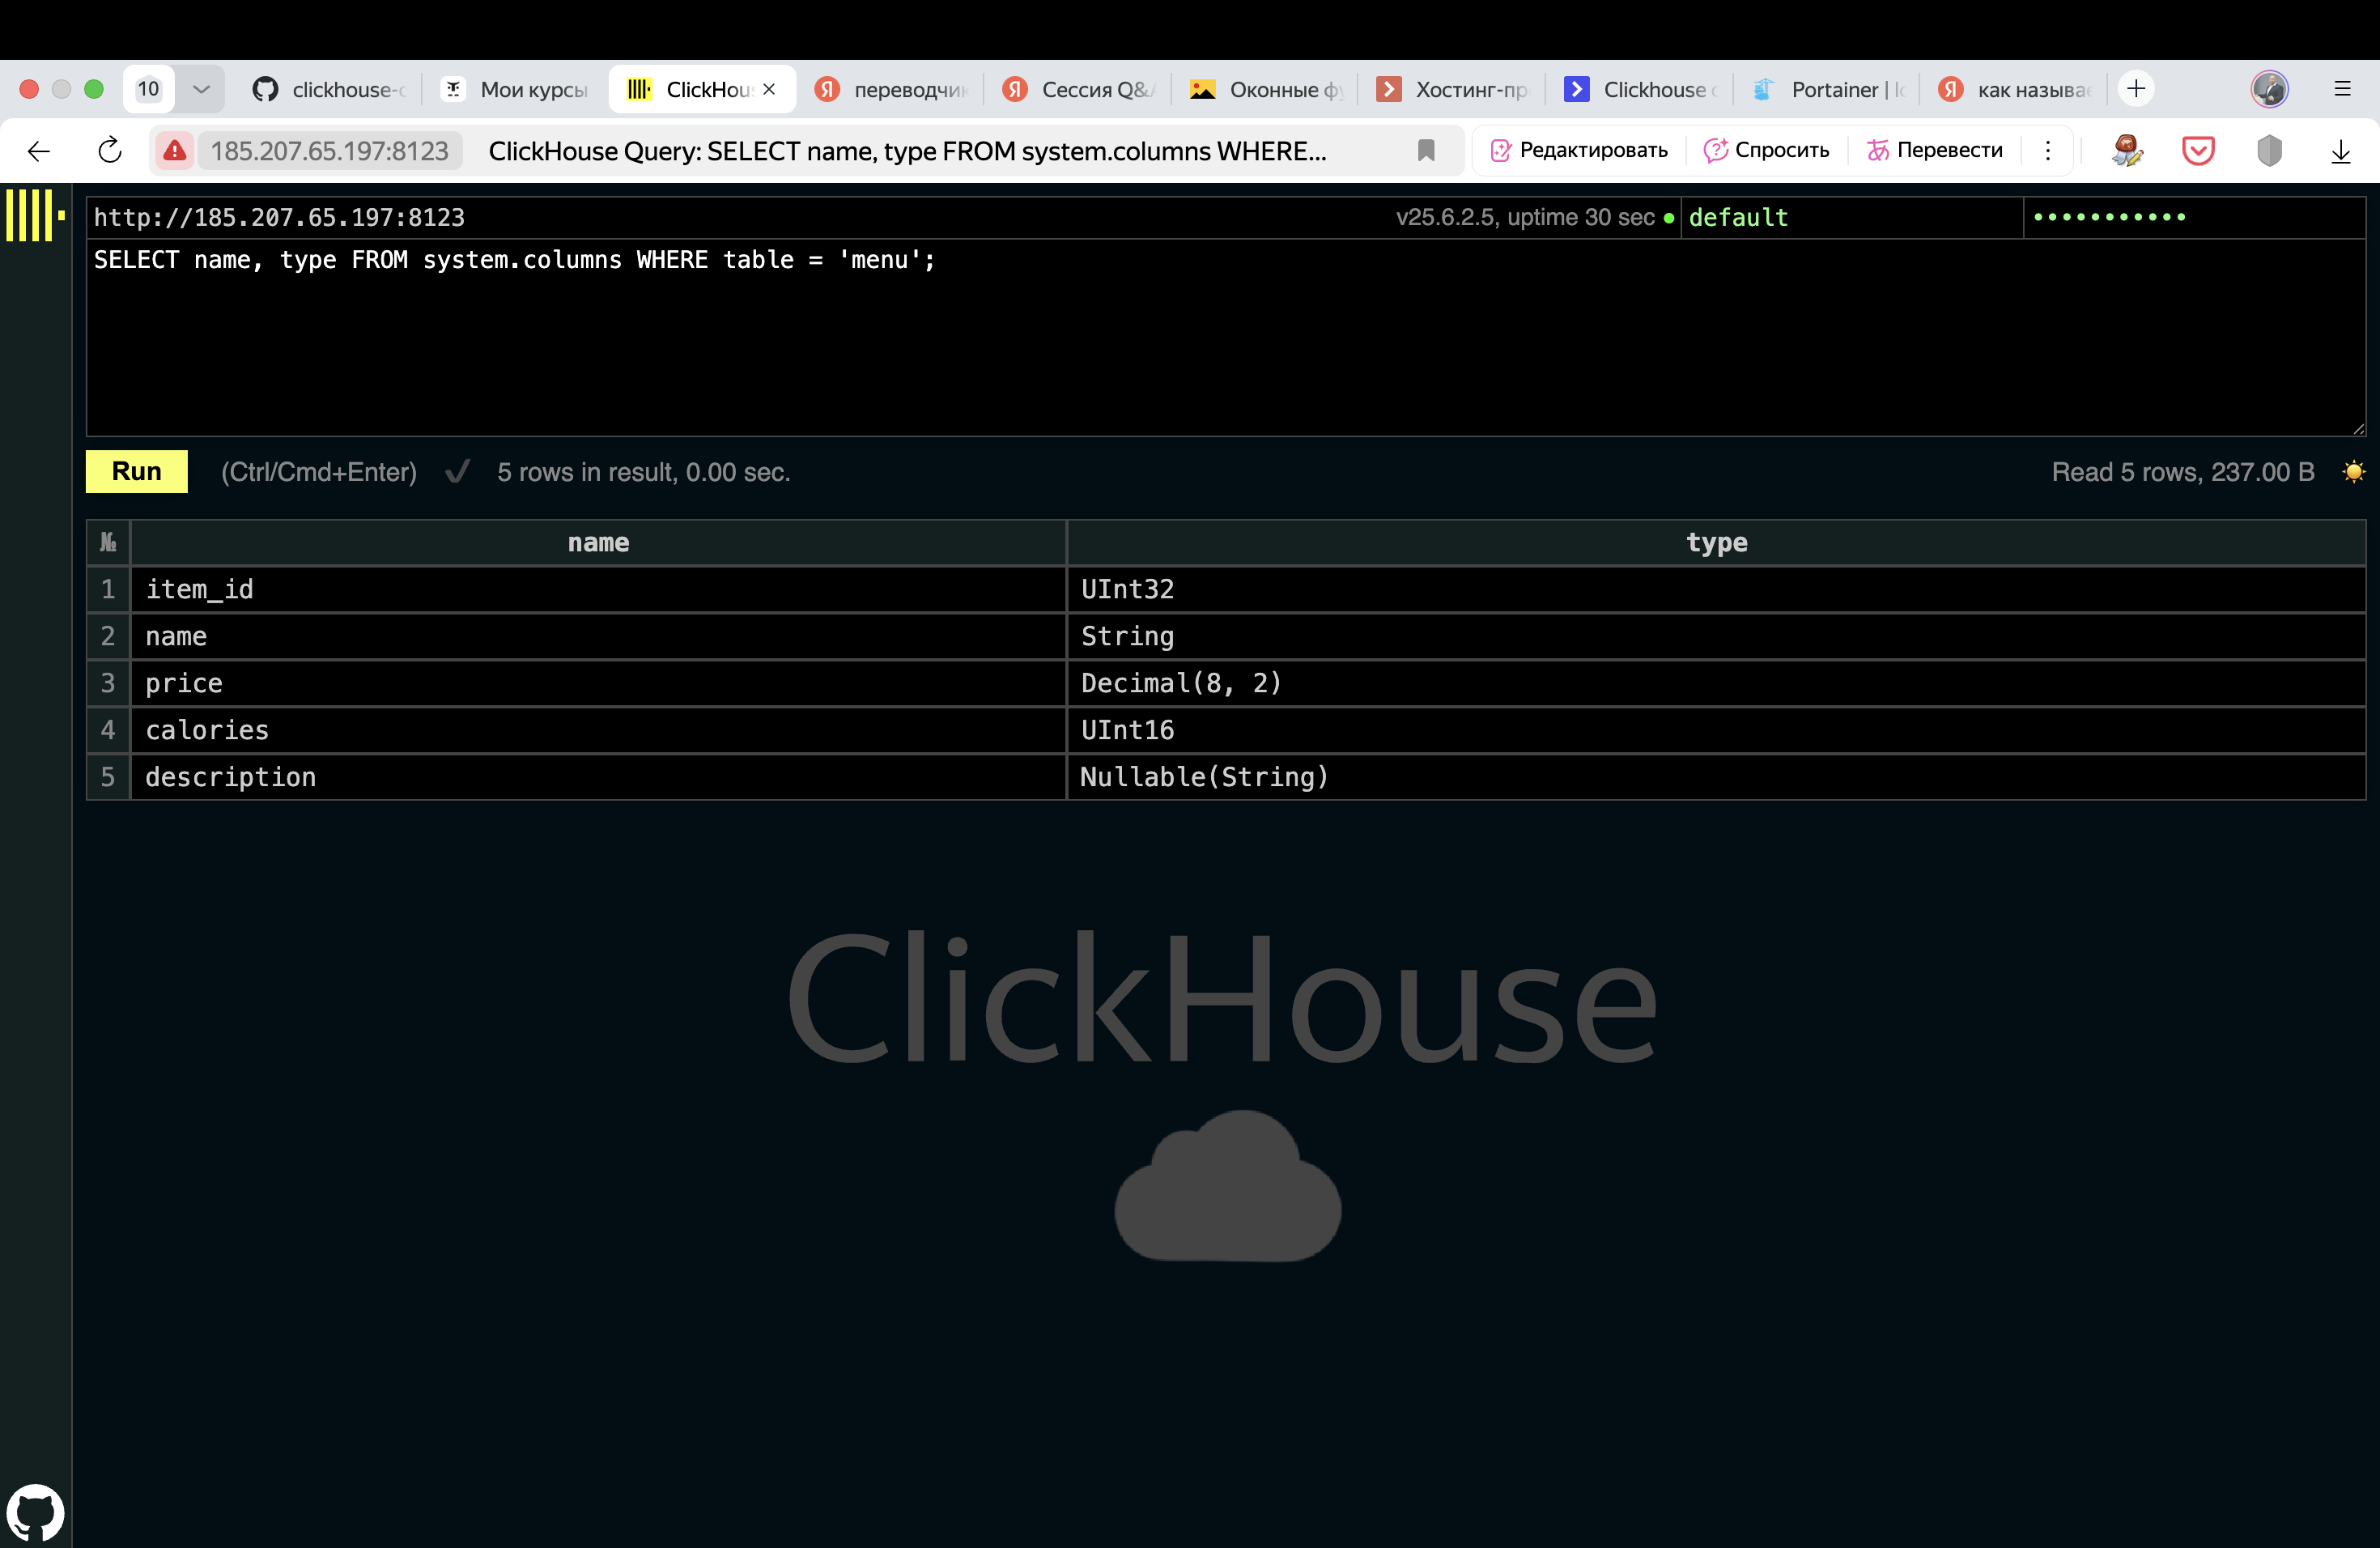 10 clickhouse-c Мои курсы ClickHou × переводчик Сессия Q& Оконные ф Хостинг-пр Clickhouse Portainer | как называе
185.207.65.197:8123 ClickHouse Query: SELECT name, type FROM system.columns WHERE... Редактировать Спросить Перевести
http://185.207.65.197:8123 v25.6.2.5, uptime 30 sec default
SELECT name, type FROM system.columns WHERE table = 'menu';
Run (Ctrl/Cmd+Enter) ✔ 5 rows in result, 0.00 sec. Read 5 rows, 237.00 B
№ name type
1 item_id UInt32
2 name String
3 price Decimal(8, 2)
4 calories UInt16
5 description Nullable(String)
ClickHouse